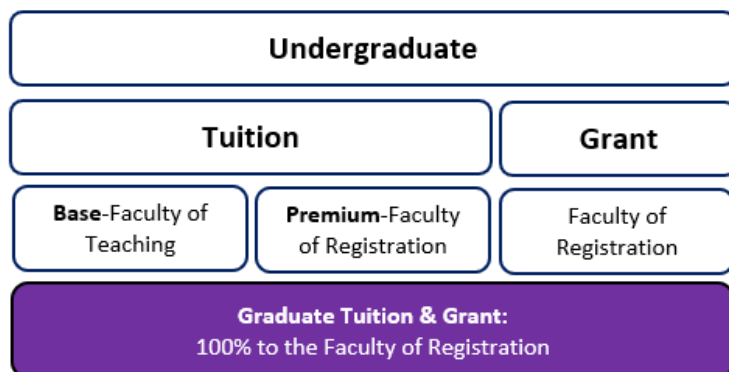 Undergraduate
Tuition
Grant
Base-Faculty of
Teaching
Premium-Faculty
of Registration
Faculty of
Registration
Graduate Tuition & Grant:
100% to the Faculty of Registration